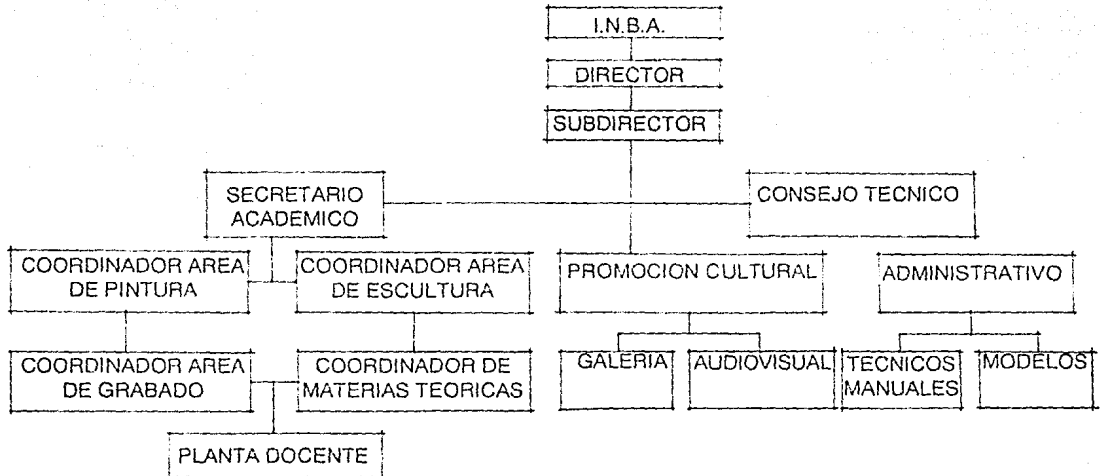 I.N.B.A.
DIRECTOR
SUBDIRECTOR
SECRETARIO
ACADEMICO
CONSEJO TECNICO
COORDINADOR AREA
DE PINTURA
COORDINADOR AREA
DE ESCULTURA
PROMOCION CULTURAL
ADMINISTRATIVO
COORDINADOR AREA
DE GRABADO
COORDINADOR DE
MATERIAS TEORICAS
GALERIA
AUDIOVISUAL
TECNICOS
MANUALES
MODELOS
PLANTA DOCENTE